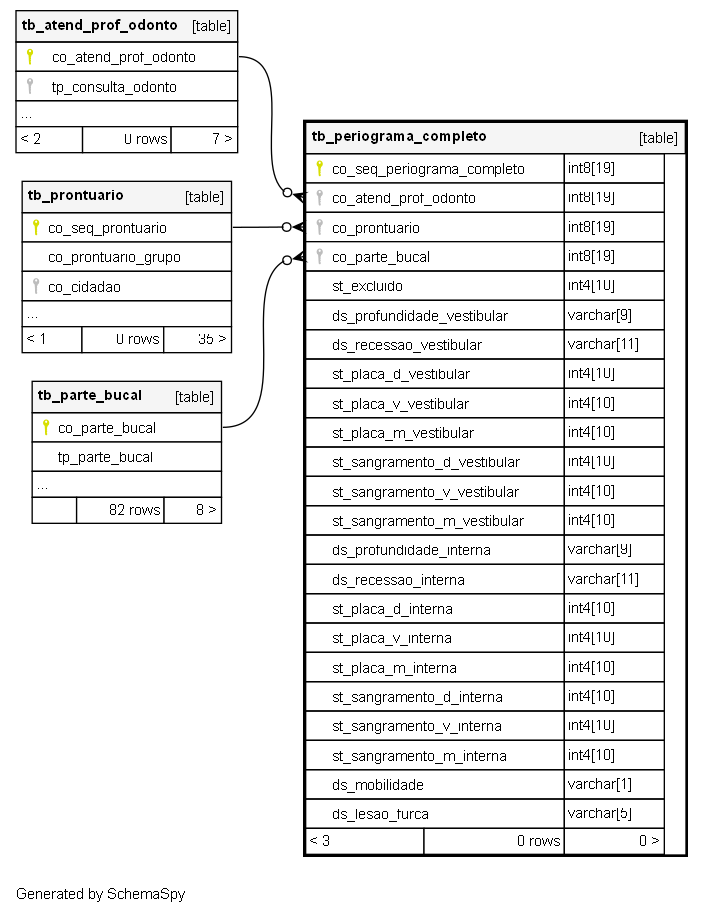 tb_atend_prof_odonto [table]
co_atend_prof_odonto
tp_consulta_odonto
...
< 2 0 rows 7 >
tb_prontuario [table]
co_seq_prontuario
co_prontuario_grupo
co_cidadao
...
< 1 0 rows 36 >
tb_parte_bucal [table]
co_parte_bucal
tp_parte_bucal
...
82 rows 8 >
tb_periograma_completo [table]
co_seq_periograma_completo int8[19]
co_atend_prof_odonto int8[19]
co_prontuario int8[19]
co_parte_bucal int8[19]
st_excluido int4[10]
ds_profundidade_vestibular varchar[9]
ds_recessao_vestibular varchar[11]
st_placa_d_vestibular int4[10]
st_placa_v_vestibular int4[10]
st_placa_m_vestibular int4[10]
st_sangramento_d_vestibular int4[10]
st_sangramento_v_vestibular int4[10]
st_sangramento_m_vestibular int4[10]
ds_profundidade_interna varchar[9]
ds_recessao_interna varchar[11]
st_placa_d_interna int4[10]
st_placa_v_interna int4[10]
st_placa_m_interna int4[10]
st_sangramento_d_interna int4[10]
st_sangramento_v_interna int4[10]
st_sangramento_m_interna int4[10]
ds_mobilidade varchar[1]
ds_lesao_furca varchar[5]
< 3 0 rows 0 >
Generated by SchemaSpy